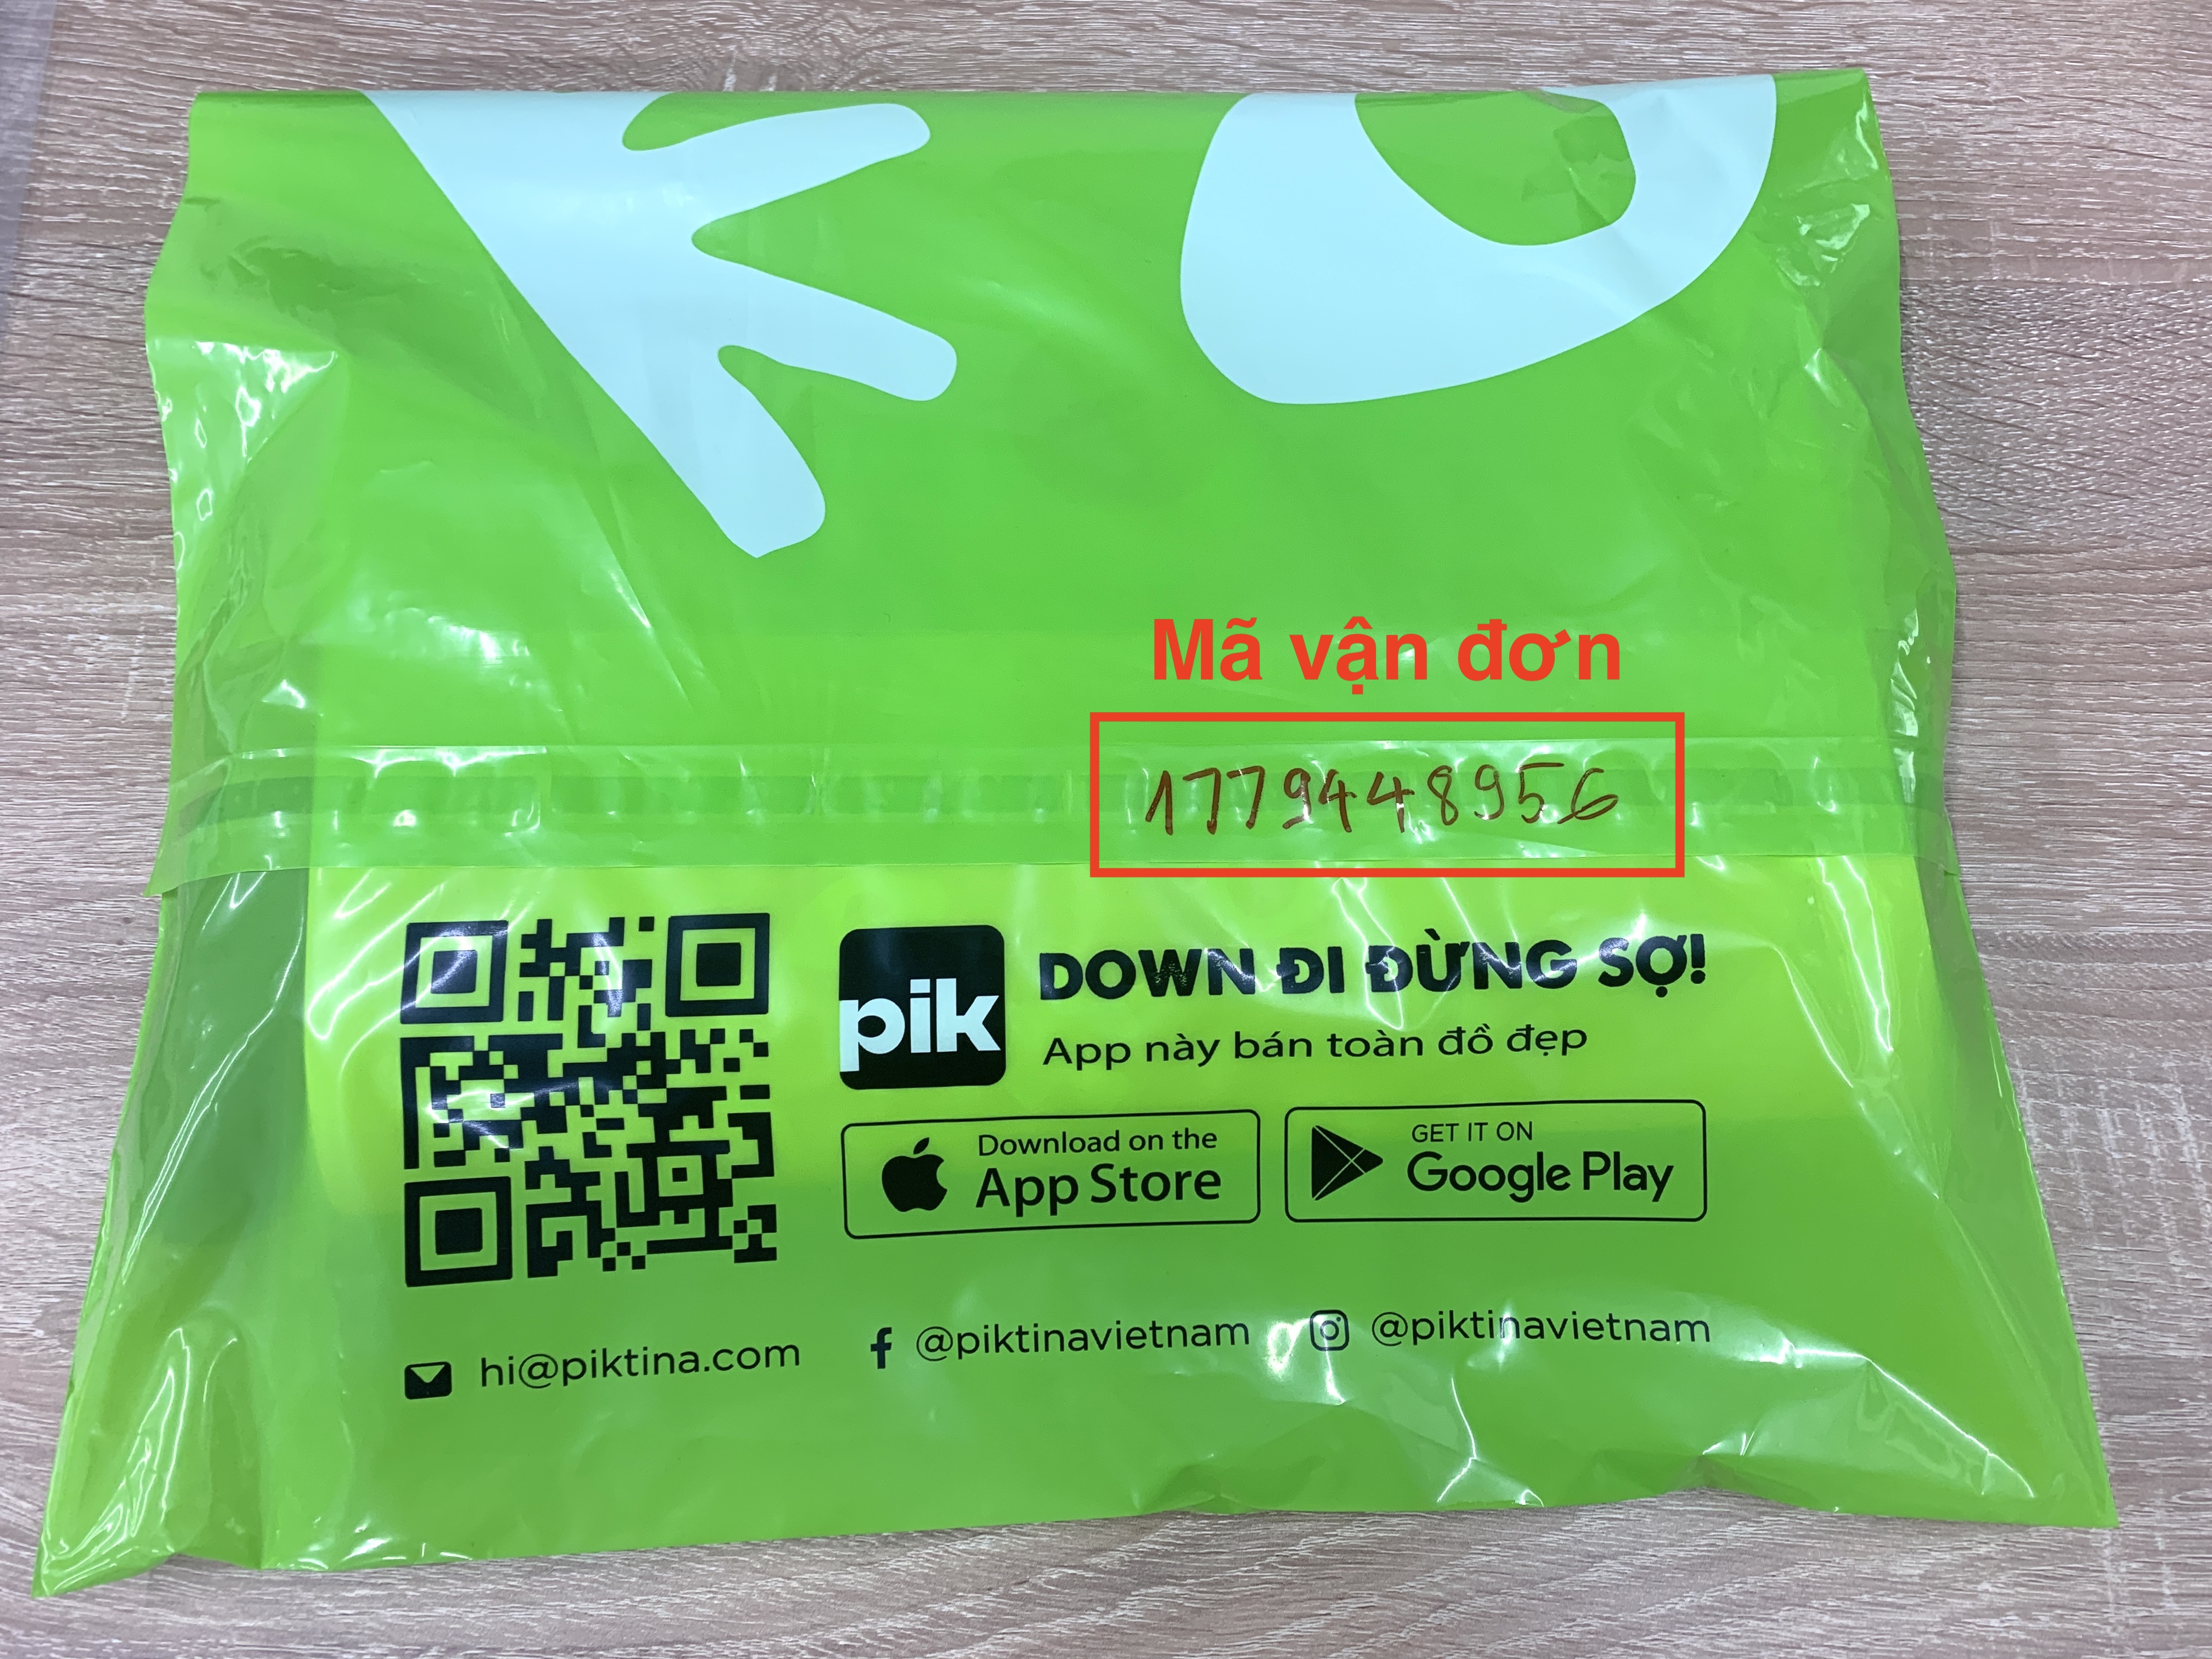 Mã vận đơn
1779448956
pik
DOWN ĐI ĐỪNG SỢ!
App này bán toàn đồ đẹp
Download on the
App Store
GET IT ON
Google Play
hi@piktina.com
@piktinavietnam
@piktinavietnam